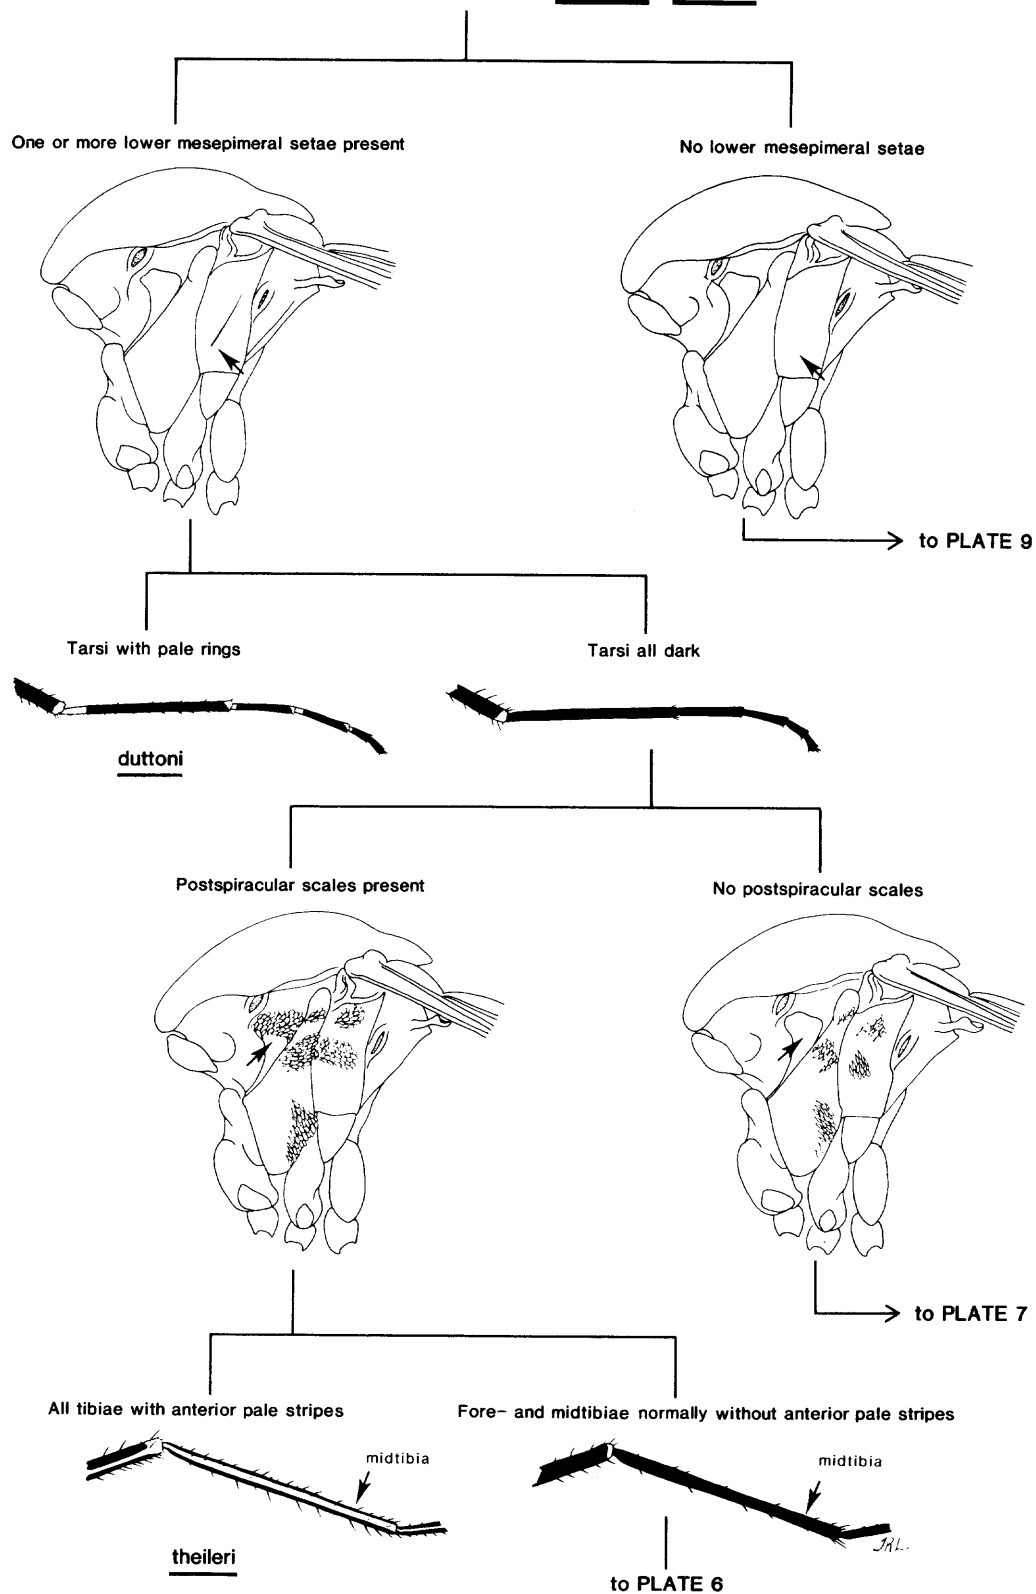 One or more lower mesepimeral setae present
No lower mesepimeral setae
to PLATE 9
Tarsi with pale rings
Tarsi all dark
duttoni
Postspiracular scales present
No postspiracular scales
to PLATE 7
All tibiae with anterior pale stripes
Fore- and midtibiae normally without anterior pale stripes
midtibia
midtibia
JRL.
theileri
to PLATE 6